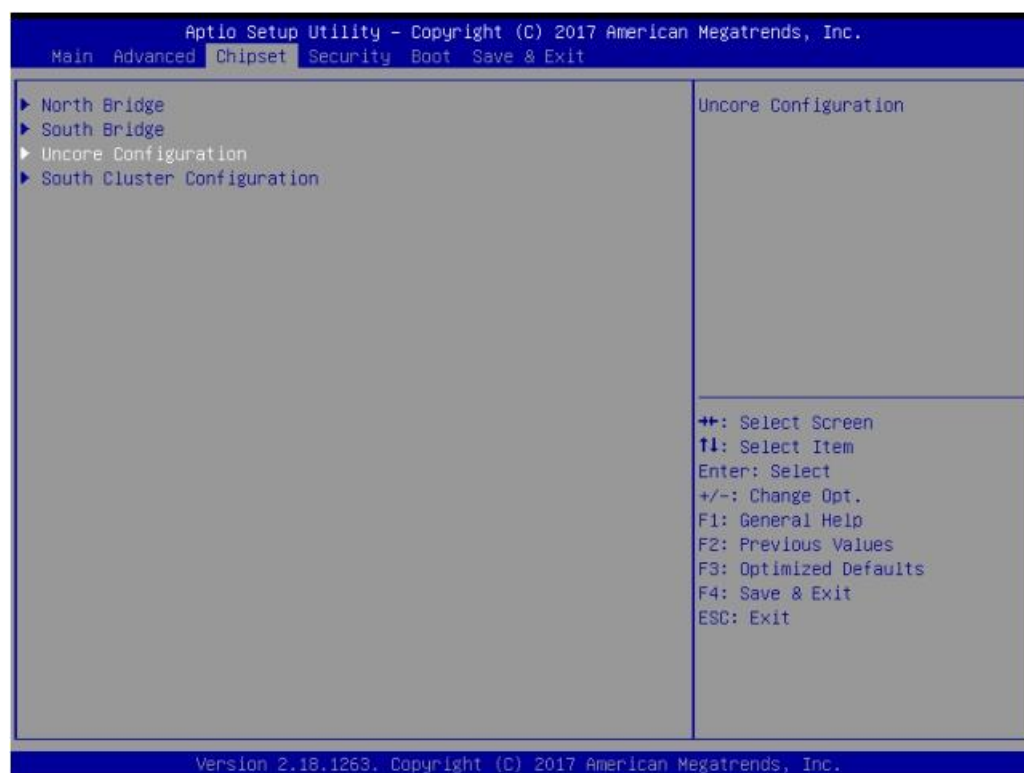 Aptio Setup Utility – Copyright (C) 2017 American Megatrends, Inc.
Main Advanced Chipset Security Boot Save & Exit
North Bridge
South Bridge
Uncore Configuration
South Cluster Configuration
Uncore Configuration
→←: Select Screen
↑↓: Select Item
Enter: Select
+/-: Change Opt.
F1: General Help
F2: Previous Values
F3: Optimized Defaults
F4: Save & Exit
ESC: Exit
Version 2.18.1263. Copyright (C) 2017 American Megatrends, Inc.